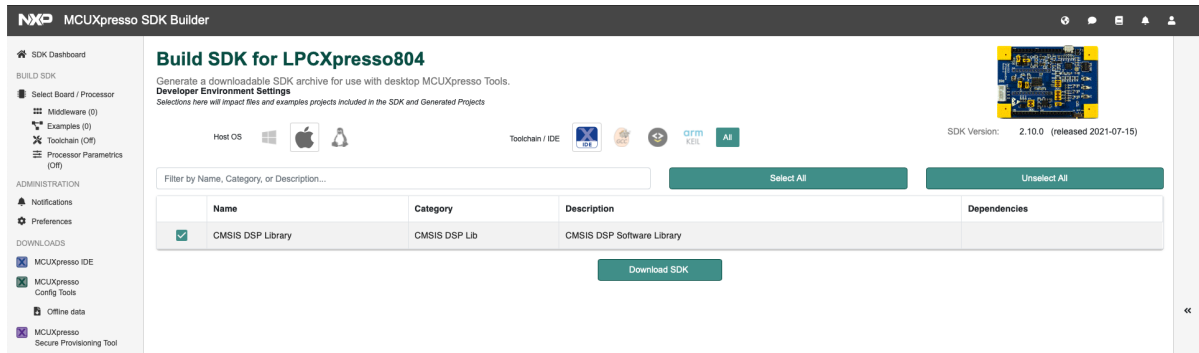 NXP MCUXpresso SDK Builder
SDK Dashboard
BUILD SDK
Select Board / Processor
Middleware (0)
Examples (0)
Toolchain (Off)
Processor Parametrics
(Off)
ADMINISTRATION
Notifications
Preferences
DOWNLOADS
MCUXpresso IDE
MCUXpresso
Config Tools
Offline data
MCUXpresso
Secure Provisioning Tool
Build SDK for LPCXpresso804
Generate a downloadable SDK archive for use with desktop MCUXpresso Tools.
Developer Environment Settings
Selections here will impact files and examples projects included in the SDK and Generated Projects
Host OS
Toolchain / IDE
IDE
GCC
arm
KEIL
All
SDK Version: 2.10.0 (released 2021-07-15)
Filter by Name, Category, or Description...
Select All
Unselect All
Name Category Description Dependencies
CMSIS DSP Library CMSIS DSP Lib CMSIS DSP Software Library
Download SDK